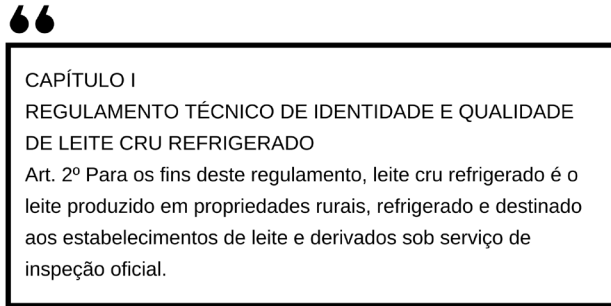 ❝
CAPÍTULO I
REGULAMENTO TÉCNICO DE IDENTIDADE E QUALIDADE
DE LEITE CRU REFRIGERADO
Art. 2º Para os fins deste regulamento, leite cru refrigerado é o
leite produzido em propriedades rurais, refrigerado e destinado
aos estabelecimentos de leite e derivados sob serviço de
inspeção oficial.